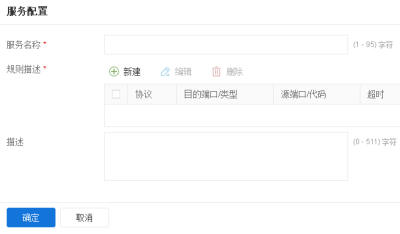 服务配置
服务名称 * (1 - 95) 字符
规则描述 * 新建 编辑 删除
协议 目的端口/类型 源端口/代码 超时
描述 (0 - 511) 字符
确定 取消